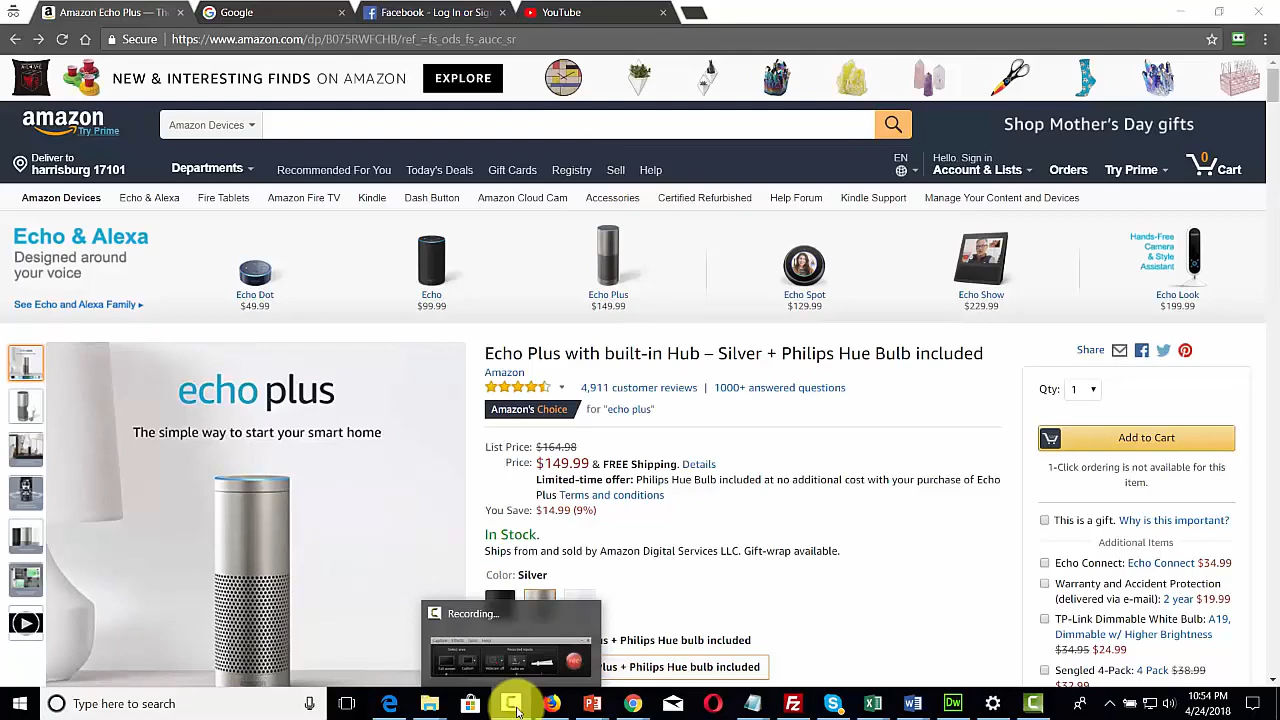 Amazon Echo Plus — The
Google
Facebook - Log In or Sig
YouTube
Secure
https://www.amazon.com/dp/B075RWFCHB/ref=fs_ods_fs_aucc_sr
NEW & INTERESTING FINDS ON AMAZON
EXPLORE
amazon
Try Prime
Amazon Devices
Shop Mother's Day gifts
Deliver to
harrisburg 17101
Departments
Recommended For You
Today's Deals
Gift Cards
Registry
Sell
Help
EN
Hello. Sign in
Account & Lists
Orders
Try Prime
0
Cart
Amazon Devices
Echo & Alexa
Fire Tablets
Amazon Fire TV
Kindle
Dash Button
Amazon Cloud Cam
Accessories
Certified Refurbished
Help Forum
Kindle Support
Manage Your Content and Devices
Echo & Alexa
Designed around
your voice
See Echo and Alexa Family
Echo Dot
$49.99
Echo
$99.99
Echo Plus
$149.99
Echo Spot
$129.99
Echo Show
$229.99
Hands-Free
Camera
& Style
Assistant
Echo Look
$199.99
echo plus
The simple way to start your smart home
Echo Plus with built-in Hub – Silver + Philips Hue Bulb included
Amazon
4,911 customer reviews | 1000+ answered questions
Amazon's Choice for "echo plus"
List Price: $164.98
Price: $149.99 & FREE Shipping. Details
Limited-time offer: Philips Hue Bulb included at no additional cost with your purchase of Echo
Plus Terms and conditions
You Save: $14.99 (9%)
In Stock.
Ships from and sold by Amazon Digital Services LLC. Gift-wrap available.
Color: Silver
s + Philips Hue bulb included
Plus + Philips Hue bulb included
Share
Qty: 1
Add to Cart
1-Click ordering is not available for this
item.
This is a gift. Why is this important?
Additional Items
Echo Connect: Echo Connect $34.99
Warranty and Accident Protection
(delivered via e-mail): 2 year $19.99
TP-Link Dimmable White Bulb: A19,
Dimmable w/
$34.95 $24.99
Sengled 4-Pack: 4 Pack $38.99
$32.99
Recording...
rec
Type here to search
10:54 PM
4/24/2018